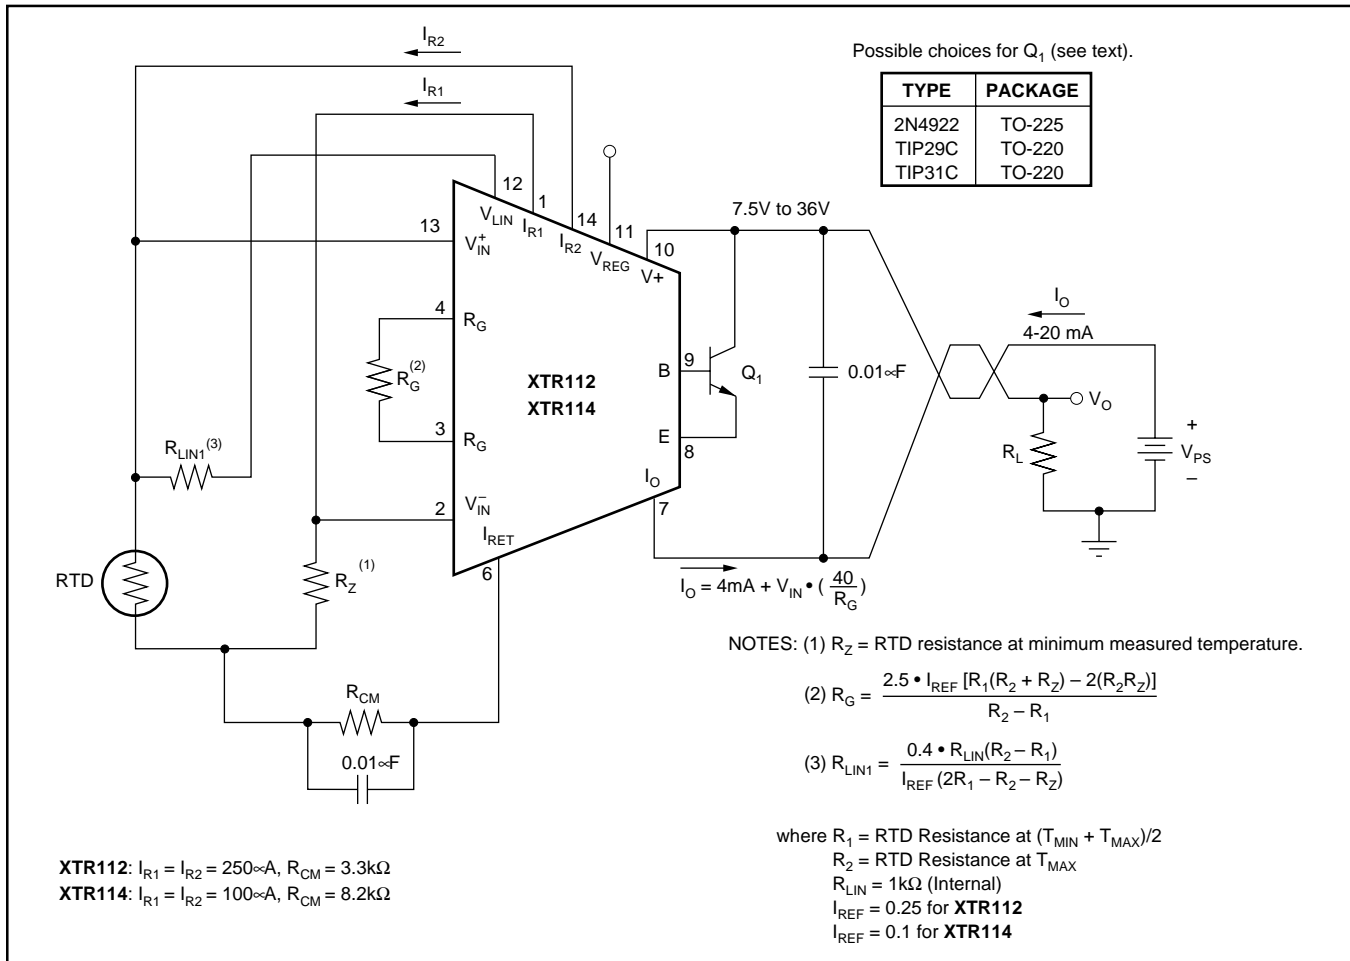 I_R2
I_R1
Possible choices for Q_1 (see text).
TYPE PACKAGE
2N4922 TO-225
TIP29C TO-220
TIP31C TO-220
12
V_LIN
1
I_R1
14
I_R2
11
V_REG
10
V+
7.5V to 36V
13
V_IN^+
4
R_G
R_G^(2)
3
R_G
XTR112
XTR114
B
9
E
8
Q_1
0.01∝F
I_O
4-20 mA
V_O
R_L
+
V_PS
–
R_LIN1^(3)
2
V_IN^–
I_RET
6
I_O
7
RTD
R_Z^(1)
I_O = 4mA + V_IN • (40/R_G)
R_CM
0.01∝F
NOTES: (1) R_Z = RTD resistance at minimum measured temperature.
(2) R_G = 2.5 • I_REF [R_1(R_2 + R_Z) – 2(R_2R_Z)] / R_2 – R_1
(3) R_LIN1 = 0.4 • R_LIN(R_2 – R_1) / I_REF (2R_1 – R_2 – R_Z)
where R_1 = RTD Resistance at (T_MIN + T_MAX)/2
R_2 = RTD Resistance at T_MAX
R_LIN = 1kΩ (Internal)
I_REF = 0.25 for XTR112
I_REF = 0.1 for XTR114
XTR112: I_R1 = I_R2 = 250∝A, R_CM = 3.3kΩ
XTR114: I_R1 = I_R2 = 100∝A, R_CM = 8.2kΩ